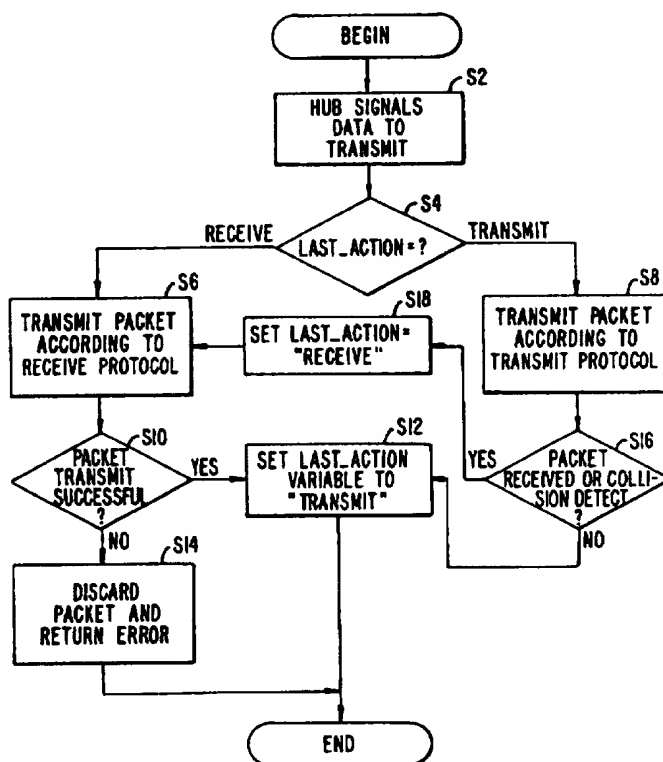 BEGIN
S2
HUB SIGNALS
DATA TO
TRANSMIT
S4
RECEIVE
LAST_ACTION=?
TRANSMIT
S6
TRANSMIT PACKET
ACCORDING TO
RECEIVE PROTOCOL
S18
SET LAST_ACTION=
"RECEIVE"
S8
TRANSMIT PACKET
ACCORDING TO
TRANSMIT PROTOCOL
S10
PACKET
TRANSMIT
SUCCESSFUL
?
YES
NO
S12
SET LAST_ACTION
VARIABLE TO
"TRANSMIT"
S16
PACKET
RECEIVED OR COLLI-
SION DETECT
?
YES
NO
S14
DISCARD
PACKET AND
RETURN ERROR
END